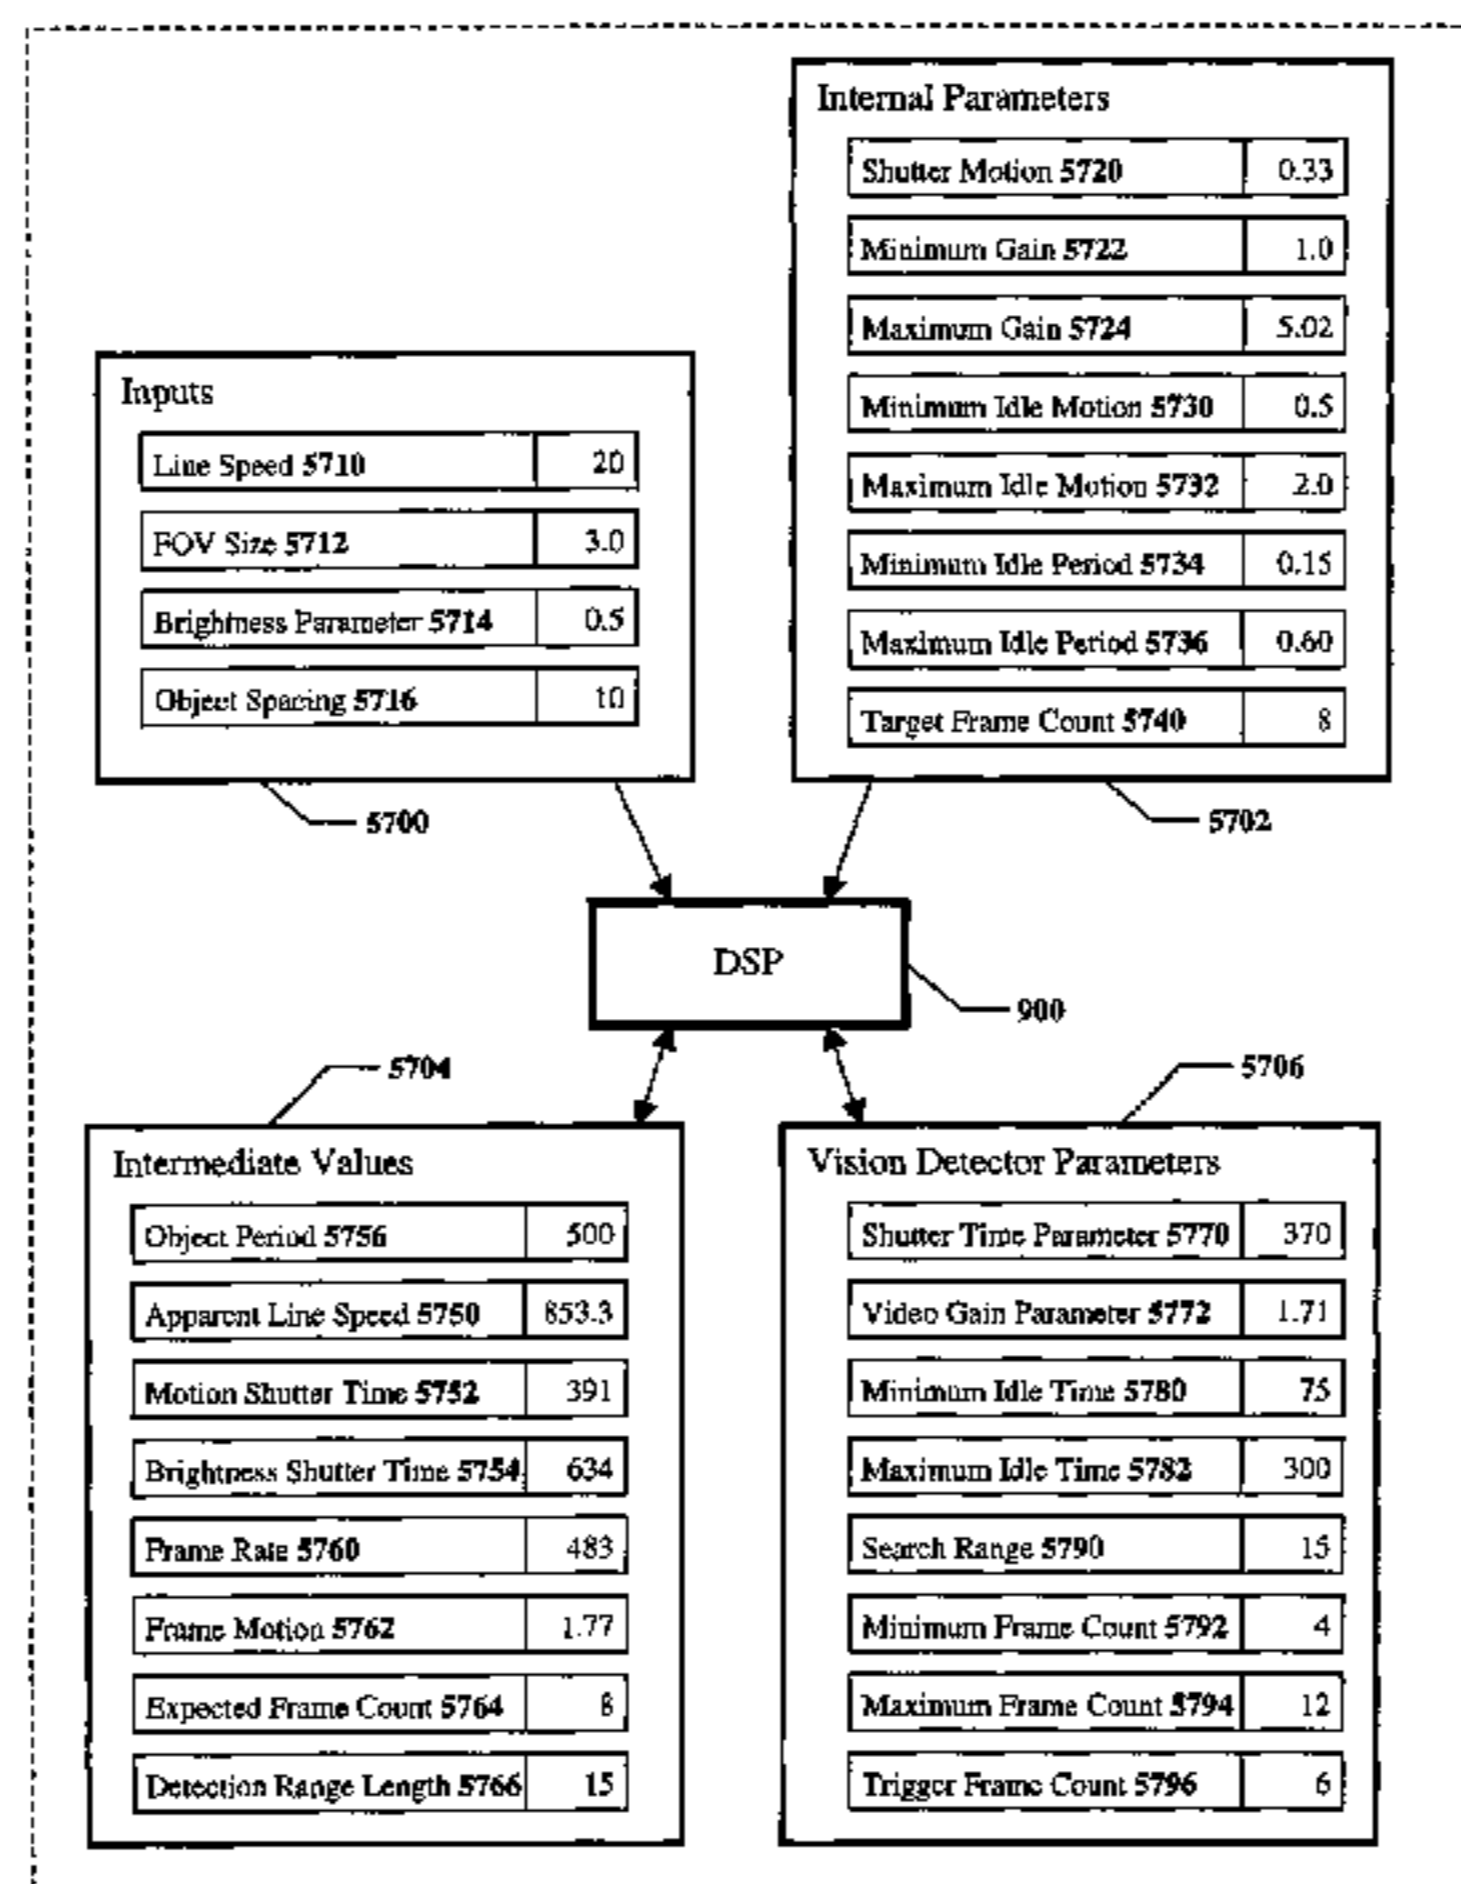 Internal Parameters
Shutter Motion 5720 0.33
Minimum Gain 5722 1.0
Maximum Gain 5724 5.02
Minimum Idle Motion 5730 0.5
Maximum Idle Motion 5732 2.0
Minimum Idle Period 5734 0.15
Maximum Idle Period 5736 0.60
Target Frame Count 5740 8
5702
Inputs
Line Speed 5710 20
FOV Size 5712 3.0
Brightness Parameter 5714 0.5
Object Spacing 5716 10
5700
DSP
900
5704
Intermediate Values
Object Period 5756 500
Apparent Line Speed 5750 853.3
Motion Shutter Time 5752 391
Brightness Shutter Time 5754 634
Frame Rate 5760 483
Frame Motion 5762 1.77
Expected Frame Count 5764 8
Detection Range Length 5766 15
5706
Vision Detector Parameters
Shutter Time Parameter 5770 370
Video Gain Parameter 5772 1.71
Minimum Idle Time 5780 75
Maximum Idle Time 5782 300
Search Range 5790 15
Minimum Frame Count 5792 4
Maximum Frame Count 5794 12
Trigger Frame Count 5796 6